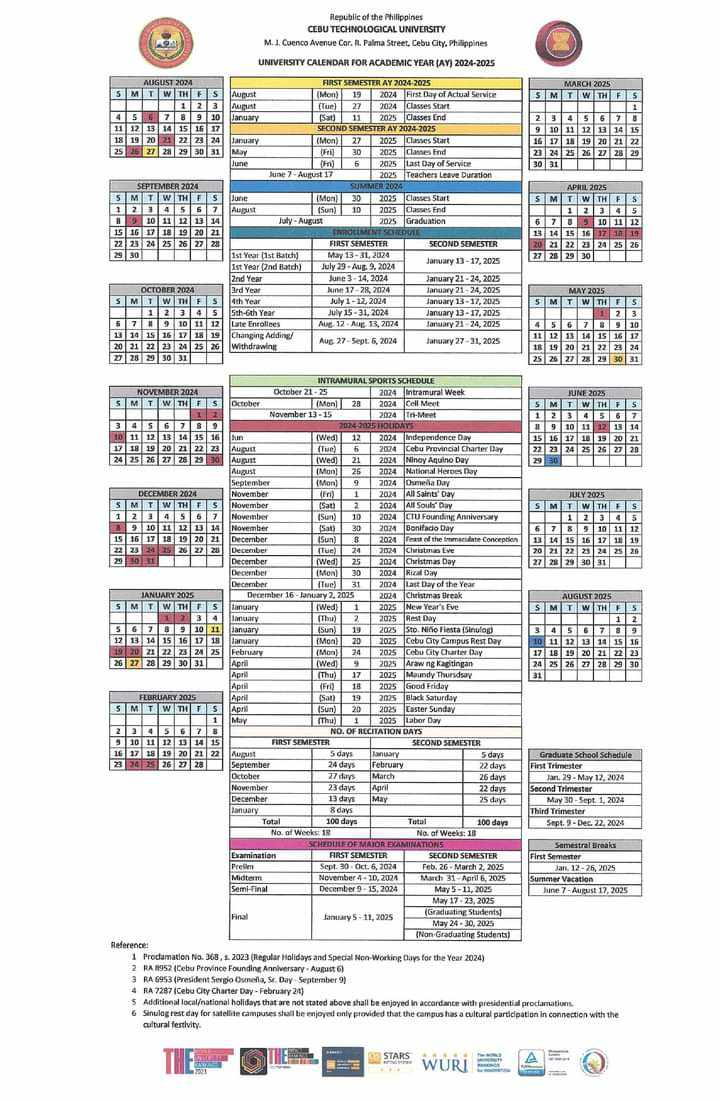 Republic of the Philippines
CEBU TECHNOLOGICAL UNIVERSITY
M. J. Cuenco Avenue Cor. R. Palma Street, Cebu City, Philippines
UNIVERSITY CALENDAR FOR ACADEMIC YEAR (AY) 2024-2025
AUGUST 2024
S M T W TH F S
1 2 3
4 5 6 7 8 9 10
11 12 13 14 15 16 17
18 19 20 21 22 23 24
25 26 27 28 29 30 31
SEPTEMBER 2024
S M T W TH F S
1 2 3 4 5 6 7
8 9 10 11 12 13 14
15 16 17 18 19 20 21
22 23 24 25 26 27 28
29 30
OCTOBER 2024
S M T W TH F S
1 2 3 4 5
6 7 8 9 10 11 12
13 14 15 16 17 18 19
20 21 22 23 24 25 26
27 28 29 30 31
NOVEMBER 2024
S M T W TH F S
1 2
3 4 5 6 7 8 9
10 11 12 13 14 15 16
17 18 19 20 21 22 23
24 25 26 27 28 29 30
DECEMBER 2024
S M T W TH F S
1 2 3 4 5 6 7
8 9 10 11 12 13 14
15 16 17 18 19 20 21
22 23 24 25 26 27 28
29 30 31
JANUARY 2025
S M T W TH F S
1 2 3 4
5 6 7 8 9 10 11
12 13 14 15 16 17 18
19 20 21 22 23 24 25
26 27 28 29 30 31
FEBRUARY 2025
S M T W TH F S
1
2 3 4 5 6 7 8
9 10 11 12 13 14 15
16 17 18 19 20 21 22
23 24 25 26 27 28
FIRST SEMESTER AY 2024-2025
August (Mon) 19 2024 First Day of Actual Service
August (Tue) 27 2024 Classes Start
January (Sat) 11 2025 Classes End
SECOND SEMESTER AY 2024-2025
January (Mon) 27 2025 Classes Start
May (Fri) 30 2025 Classes End
June (Fri) 6 2025 Last Day of Service
June 7 - August 17 2025 Teachers Leave Duration
SUMMER 2024
June (Mon) 30 2025 Classes Start
August (Sun) 10 2025 Classes End
July - August 2025 Graduation
ENROLLMENT SCHEDULE
FIRST SEMESTER SECOND SEMESTER
1st Year (1st Batch) May 13 - 31, 2024 January 13 - 17, 2025
1st Year (2nd Batch) July 29 - Aug. 9, 2024
2nd Year June 3 - 14, 2024 January 21 - 24, 2025
3rd Year June 17 - 28, 2024 January 21 - 24, 2025
4th Year July 1 - 12, 2024 January 13 - 17, 2025
5th-6th Year July 15 - 31, 2024 January 13 - 17, 2025
Late Enrollees Aug. 12 - Aug. 13, 2024 January 21 - 24, 2025
Changing Adding/ Withdrawing Aug. 27 - Sept. 6, 2024 January 27 - 31, 2025
INTRAMURAL SPORTS SCHEDULE
October 21 - 25 2024 Intramural Week
October (Mon) 28 2024 Cell Meet
November 13 - 15 2024 Tri-Meet
2024-2025 HOLIDAYS
Jun (Wed) 12 2024 Independence Day
August (Tue) 6 2024 Cebu Provincial Charter Day
August (Wed) 21 2024 Ninoy Aquino Day
August (Mon) 26 2024 National Heroes Day
September (Mon) 9 2024 Osmeña Day
November (Fri) 1 2024 All Saints' Day
November (Sat) 2 2024 All Souls' Day
November (Sun) 10 2024 CTU Founding Anniversary
November (Sat) 30 2024 Bonifacio Day
December (Sun) 8 2024 Feast of the Immaculate Conception
December (Tue) 24 2024 Christmas Eve
December (Wed) 25 2024 Christmas Day
December (Mon) 30 2024 Rizal Day
December (Tue) 31 2024 Last Day of the Year
December 16 - January 2, 2025 2024 Christmas Break
January (Wed) 1 2025 New Year's Eve
January (Thu) 2 2025 Rest Day
January (Sun) 19 2025 Sto. Niño Fiesta (Sinulog)
January (Mon) 20 2025 Cebu City Campus Rest Day
February (Mon) 24 2025 Cebu City Charter Day
April (Wed) 9 2025 Araw ng Kagitingan
April (Thu) 17 2025 Maundy Thursdsay
April (Fri) 18 2025 Good Friday
April (Sat) 19 2025 Black Saturday
April (Sun) 20 2025 Easter Sunday
May (Thu) 1 2025 Labor Day
NO. OF RECITATION DAYS
FIRST SEMESTER SECOND SEMESTER
August 5 days January 5 days
September 24 days February 22 days
October 27 days March 26 days
November 23 days April 22 days
December 13 days May 25 days
January 8 days
Total 100 days Total 100 days
No. of Weeks: 18 No. of Weeks: 18
SCHEDULE OF MAJOR EXAMINATIONS
Examination FIRST SEMESTER SECOND SEMESTER
Prelim Sept. 30 - Oct. 6, 2024 Feb. 26 - March 2, 2025
Midterm November 4 - 10, 2024 March 31 - April 6, 2025
Semi-Final December 9 - 15, 2024 May 5 - 11, 2025
Final January 5 - 11, 2025 May 17 - 23, 2025
(Graduating Students)
May 24 - 30, 2025
(Non-Graduating Students)
MARCH 2025
S M T W TH F S
1
2 3 4 5 6 7 8
9 10 11 12 13 14 15
16 17 18 19 20 21 22
23 24 25 26 27 28 29
30 31
APRIL 2025
S M T W TH F S
1 2 3 4 5
6 7 8 9 10 11 12
13 14 15 16 17 18 19
20 21 22 23 24 25 26
27 28 29 30
MAY 2025
S M T W TH F S
1 2 3
4 5 6 7 8 9 10
11 12 13 14 15 16 17
18 19 20 21 22 23 24
25 26 27 28 29 30 31
JUNE 2025
S M T W TH F S
1 2 3 4 5 6 7
8 9 10 11 12 13 14
15 16 17 18 19 20 21
22 23 24 25 26 27 28
29 30
JULY 2025
S M T W TH F S
1 2 3 4 5
6 7 8 9 10 11 12
13 14 15 16 17 18 19
20 21 22 23 24 25 26
27 28 29 30 31
AUGUST 2025
S M T W TH F S
1 2
3 4 5 6 7 8 9
10 11 12 13 14 15 16
17 18 19 20 21 22 23
24 25 26 27 28 29 30
31
Graduate School Schedule
First Trimester
Jan. 29 - May 12, 2024
Second Trimester
May 30 - Sept. 1, 2024
Third Trimester
Sept. 9 - Dec. 22, 2024
Semestral Breaks
First Semester
Jan. 12 - 26, 2025
Summer Vacation
June 7 - August 17, 2025
Reference:
1 Proclamation No. 368, s. 2023 (Regular Holidays and Special Non-Working Days for the Year 2024)
2 RA 8952 (Cebu Province Founding Anniversary - August 6)
3 RA 6953 (President Sergio Osmeña, Sr. Day - September 9)
4 RA 7287 (Cebu City Charter Day - February 24)
5 Additional local/national holidays that are not stated above shall be enjoyed in accordance with presidential proclamations.
6 Sinulog rest day for satellite campuses shall be enjoyed only provided that the campus has a cultural participation in connection with the
cultural festivity.
THE 2023
THE
STARS
WURI
The WORLD
UNIVERSITY
RANKINGS
for INNOVATION